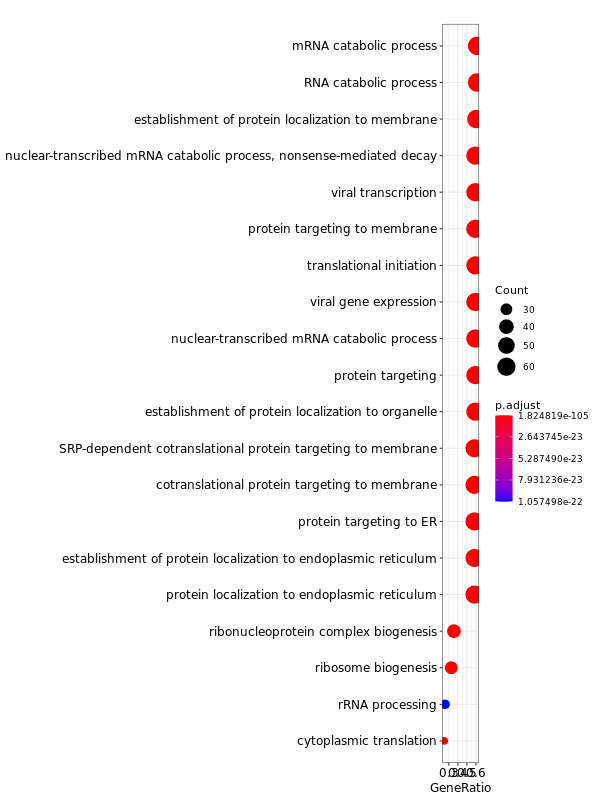 mRNA catabolic process
RNA catabolic process
establishment of protein localization to membrane
nuclear-transcribed mRNA catabolic process, nonsense-mediated decay
viral transcription
protein targeting to membrane
translational initiation
viral gene expression
nuclear-transcribed mRNA catabolic process
protein targeting
establishment of protein localization to organelle
SRP-dependent cotranslational protein targeting to membrane
cotranslational protein targeting to membrane
protein targeting to ER
establishment of protein localization to endoplasmic reticulum
protein localization to endoplasmic reticulum
ribonucleoprotein complex biogenesis
ribosome biogenesis
rRNA processing
cytoplasmic translation
GeneRatio
Count
30
40
50
60
p.adjust
1.824819e-105
2.643745e-23
5.287490e-23
7.931236e-23
1.057498e-22